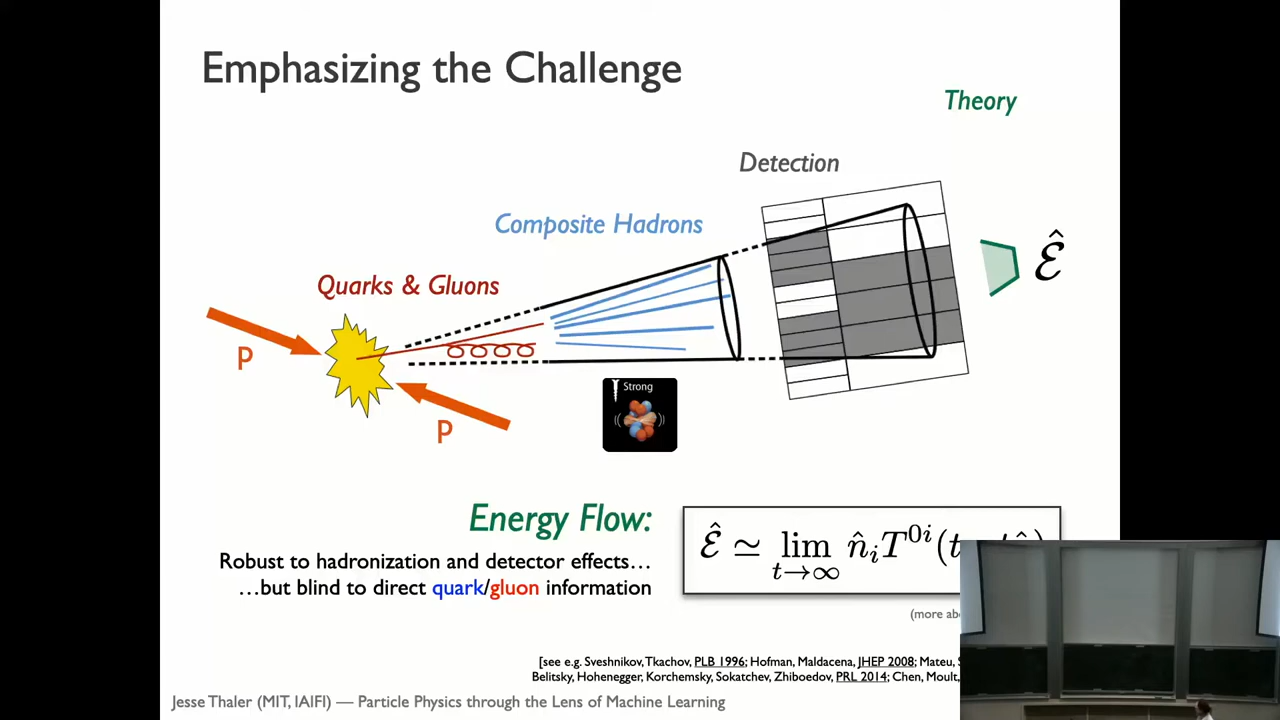 Emphasizing the Challenge
Theory
Detection
Composite Hadrons
Quarks & Gluons
Ê
p
p
Strong
Energy Flow:
Robust to hadronization and detector effects…
…but blind to direct quark/gluon information
Ê ≃ lim t→∞ n̂ᵢ T⁰ⁱ(t
(more
[see e.g. Sveshnikov, Tkachov, PLB 1996; Hofman, Maldacena, JHEP 2008; Mateu,
Belitsky, Hohenegger, Korchemsky, Sokatchev, Zhiboedov, PRL 2014; Chen, Moult,
Jesse Thaler (MIT, IAIFI) — Particle Physics through the Lens of Machine Learning